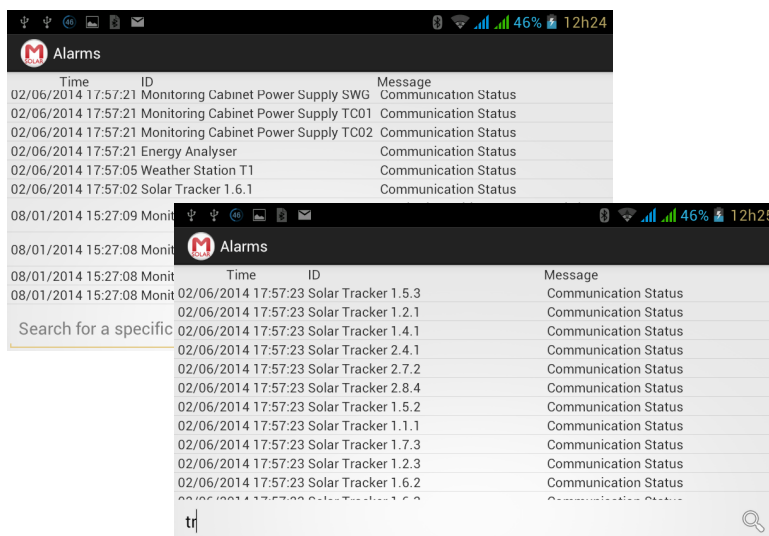 46 46% 12h24
M SOLAR Alarms
Time ID Message
02/06/2014 17:57:21 Monitoring Cabinet Power Supply SWG Communication Status
02/06/2014 17:57:21 Monitoring Cabinet Power Supply TC01 Communication Status
02/06/2014 17:57:21 Monitoring Cabinet Power Supply TC02 Communication Status
02/06/2014 17:57:21 Energy Analyser Communication Status
02/06/2014 17:57:05 Weather Station T1 Communication Status
02/06/2014 17:57:02 Solar Tracker 1.6.1 Communication Status
08/01/2014 15:27:09 Monit
08/01/2014 15:27:08 Monit
08/01/2014 15:27:08 Monit
08/01/2014 15:27:08 Monit
Search for a specific
46 46% 12h25
M SOLAR Alarms
Time ID Message
02/06/2014 17:57:23 Solar Tracker 1.5.3 Communication Status
02/06/2014 17:57:23 Solar Tracker 1.2.1 Communication Status
02/06/2014 17:57:23 Solar Tracker 1.4.1 Communication Status
02/06/2014 17:57:23 Solar Tracker 2.4.1 Communication Status
02/06/2014 17:57:23 Solar Tracker 2.7.2 Communication Status
02/06/2014 17:57:23 Solar Tracker 2.8.4 Communication Status
02/06/2014 17:57:23 Solar Tracker 1.5.2 Communication Status
02/06/2014 17:57:23 Solar Tracker 1.1.1 Communication Status
02/06/2014 17:57:23 Solar Tracker 1.7.3 Communication Status
02/06/2014 17:57:23 Solar Tracker 1.2.3 Communication Status
02/06/2014 17:57:23 Solar Tracker 1.6.2 Communication Status
tr